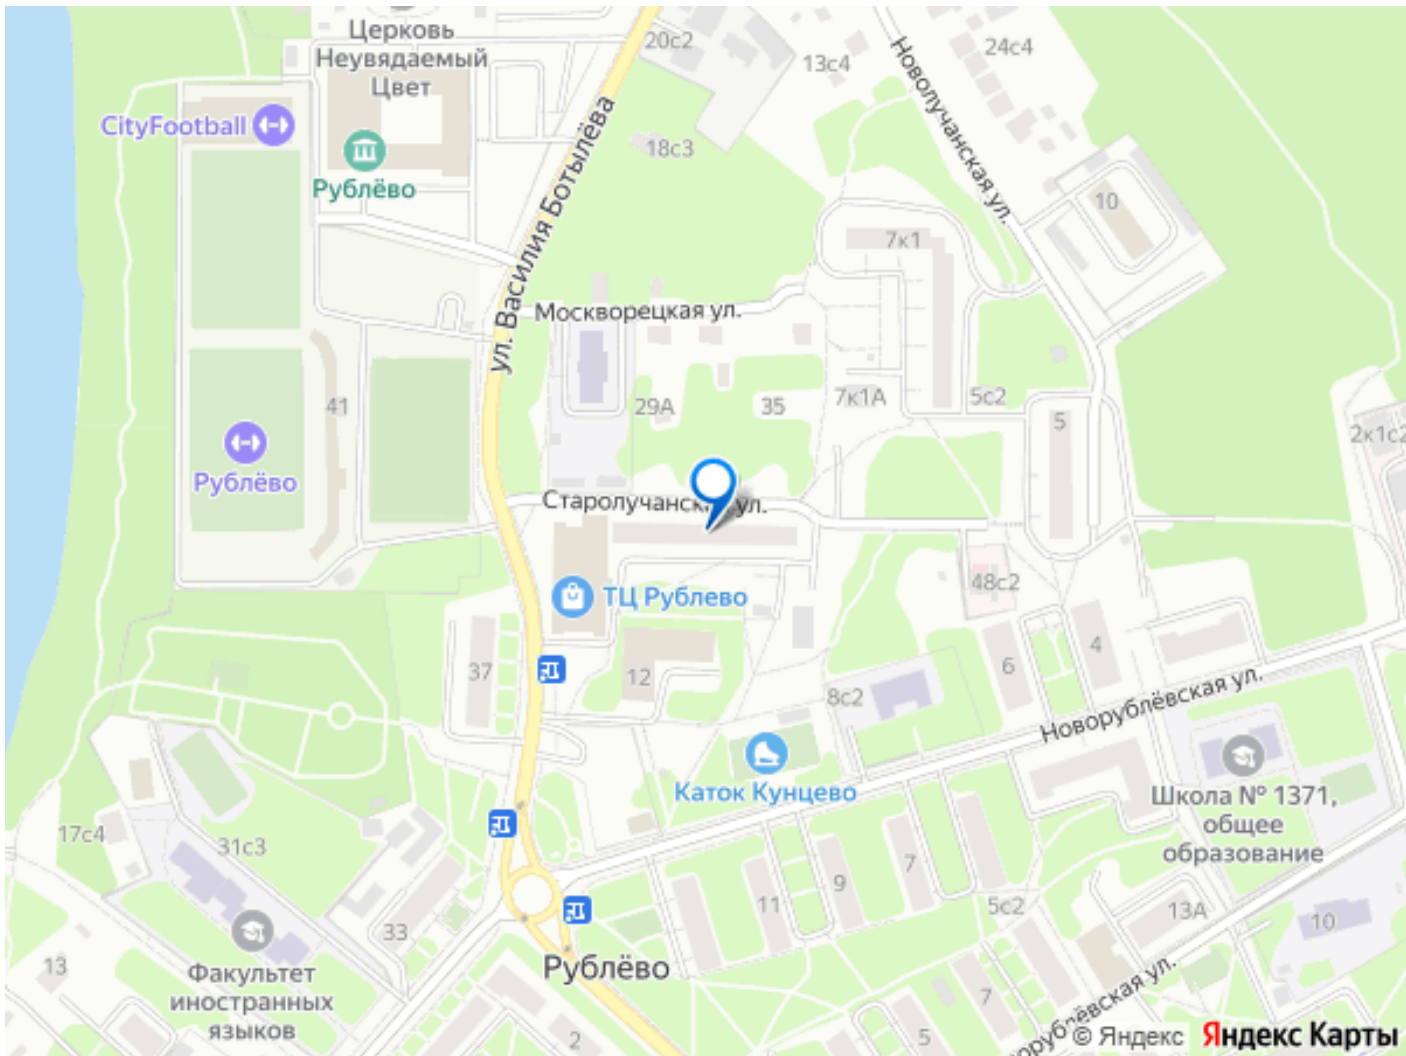 Церковь
Неувядаемый
Цвет
20с2
13с4
24с4
Новолучанская ул.
CityFootball
18с3
Рублёво
ул. Василия Ботылёва
10
7к1
Москворецкая ул.
41
29А
35
7к1А
5с2
5
2к1с2
Рублёво
Старолучанская ул.
48с2
ТЦ Рублево
37
12
8с2
6
4
Новорублёвская ул.
Каток Кунцево
Школа № 1371,
общее
образование
17с4
31с3
11
9
7
5с2
13А
10
33
13
Факультет
иностранных
языков
Рублёво
2
7
5
Новорублёвская ул.
© Яндекс Яндекс Карты